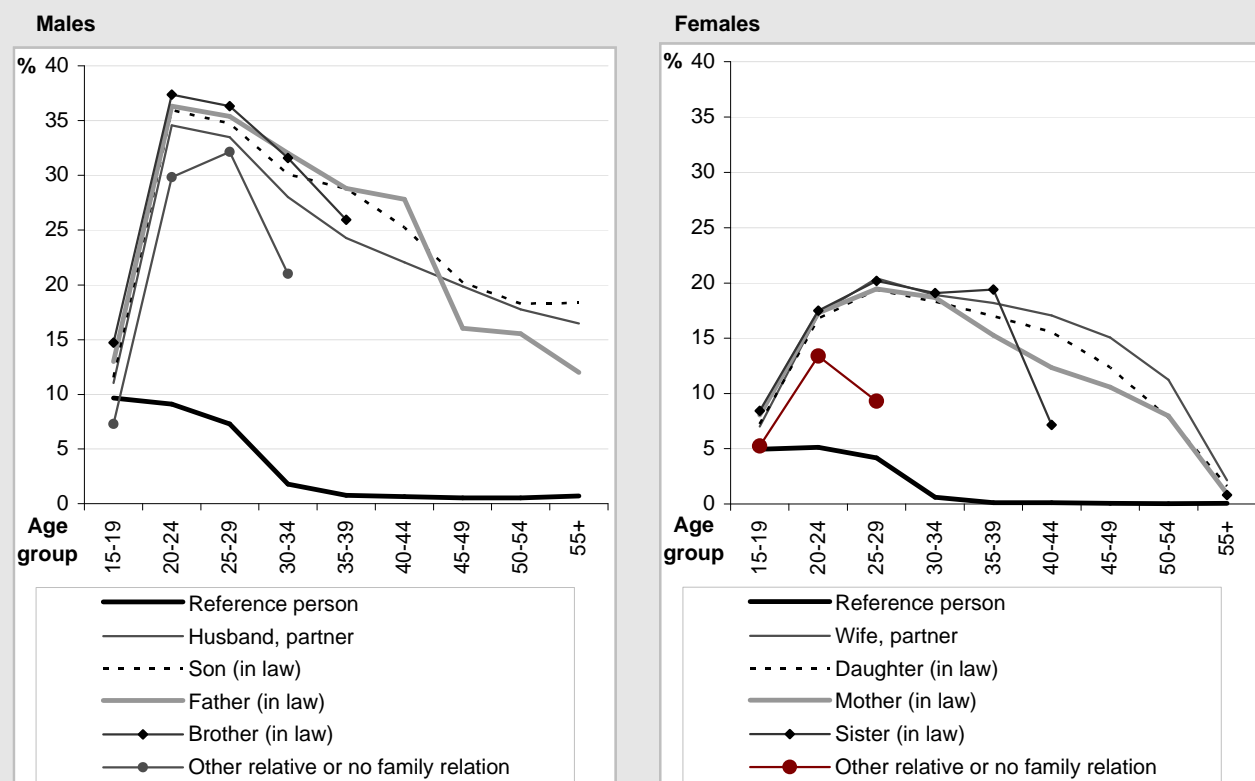 Males
% 40
35
30
25
20
15
10
5
0
Age group
15-19
20-24
25-29
30-34
35-39
40-44
45-49
50-54
55+
Reference person
Husband, partner
Son (in law)
Father (in law)
Brother (in law)
Other relative or no family relation
Females
% 40
35
30
25
20
15
10
5
0
Age group
15-19
20-24
25-29
30-34
35-39
40-44
45-49
50-54
55+
Reference person
Wife, partner
Daughter (in law)
Mother (in law)
Sister (in law)
Other relative or no family relation